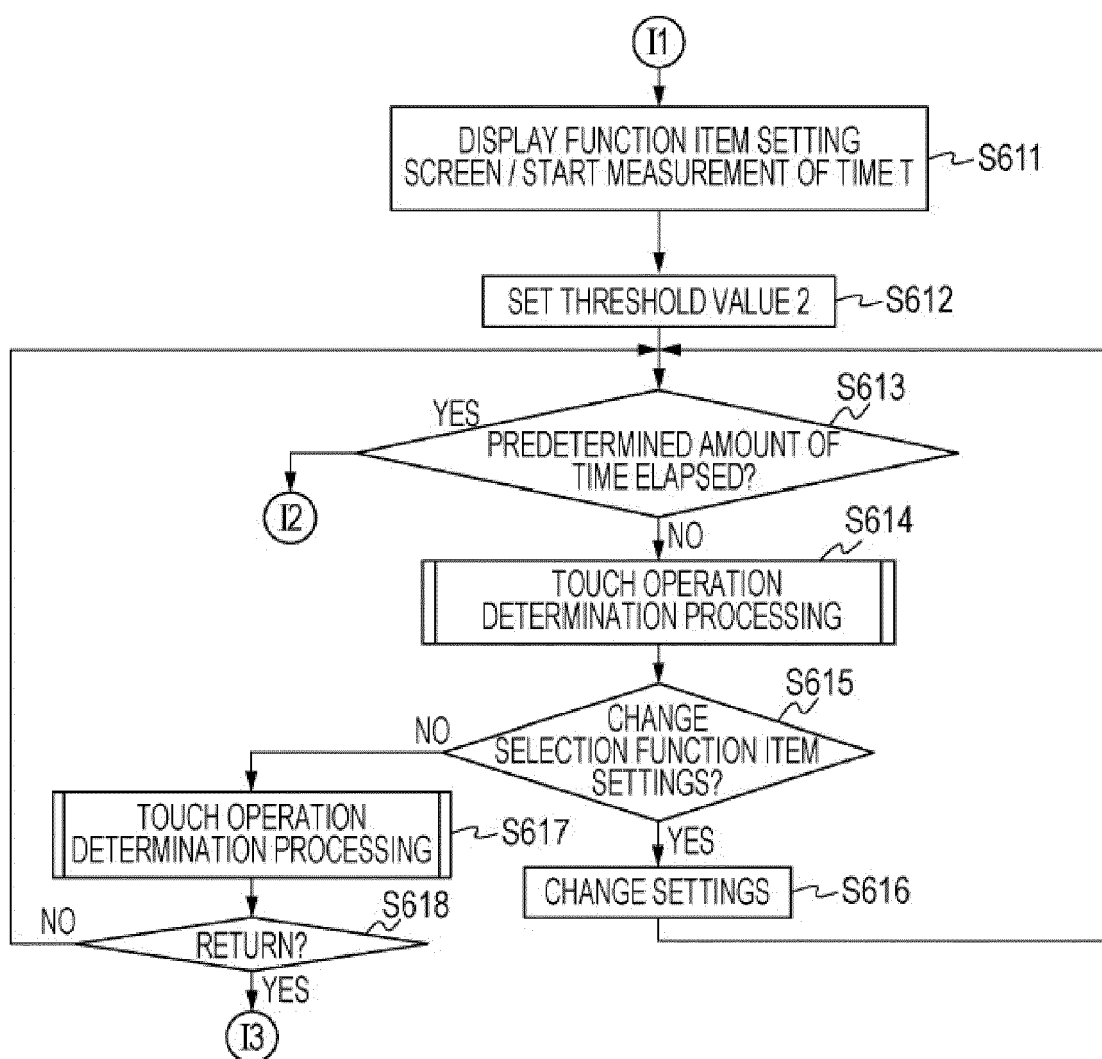 I1
DISPLAY FUNCTION ITEM SETTING
SCREEN / START MEASUREMENT OF TIME T
S611
SET THRESHOLD VALUE 2
S612
S613
YES
PREDETERMINED AMOUNT OF
TIME ELAPSED?
I2
NO
S614
TOUCH OPERATION
DETERMINATION PROCESSING
S615
NO
CHANGE
SELECTION FUNCTION ITEM
SETTINGS?
TOUCH OPERATION
DETERMINATION PROCESSING
S617
YES
CHANGE SETTINGS
S616
NO
S618
RETURN?
YES
I3